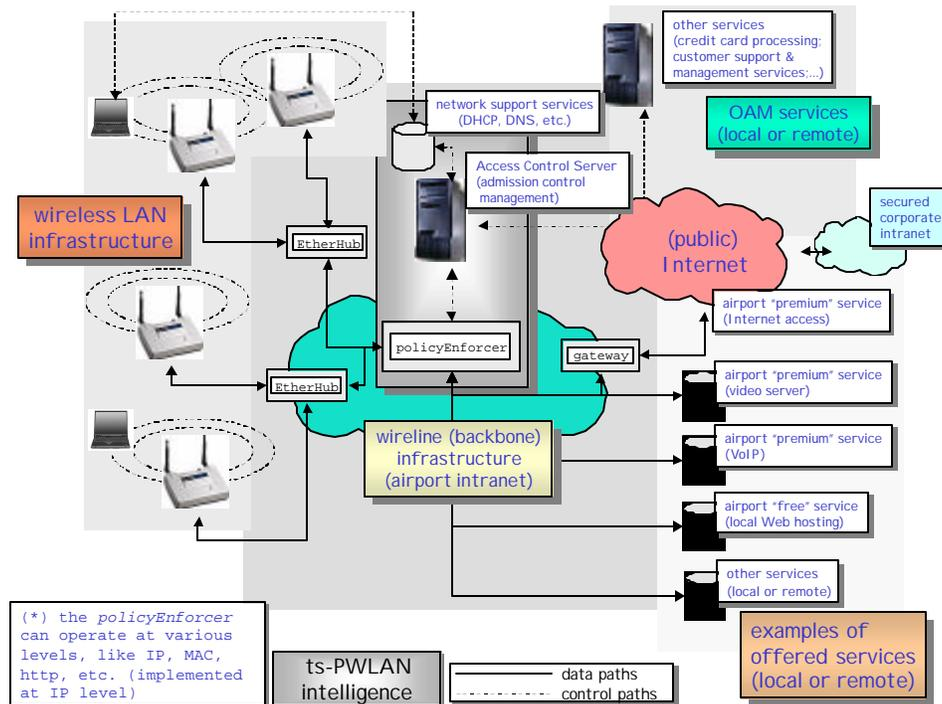 other services
(credit card processing;
customer support &
management services;...)
network support services
(DHCP, DNS, etc.)
OAM services
(local or remote)
Access Control Server
(admission control
management)
wireless LAN
infrastructure
EtherHub
(public)
Internet
secured
corporate
intranet
airport "premium" service
(Internet access)
policyEnforcer
gateway
EtherHub
airport "premium" service
(video server)
wireline (backbone)
infrastructure
(airport intranet)
airport "premium" service
(VoIP)
airport "free" service
(local Web hosting)
other services
(local or remote)
(*) the policyEnforcer
can operate at various
levels, like IP, MAC,
http, etc. (implemented
at IP level)
ts-PWLAN
intelligence
data paths
control paths
examples of
offered services
(local or remote)